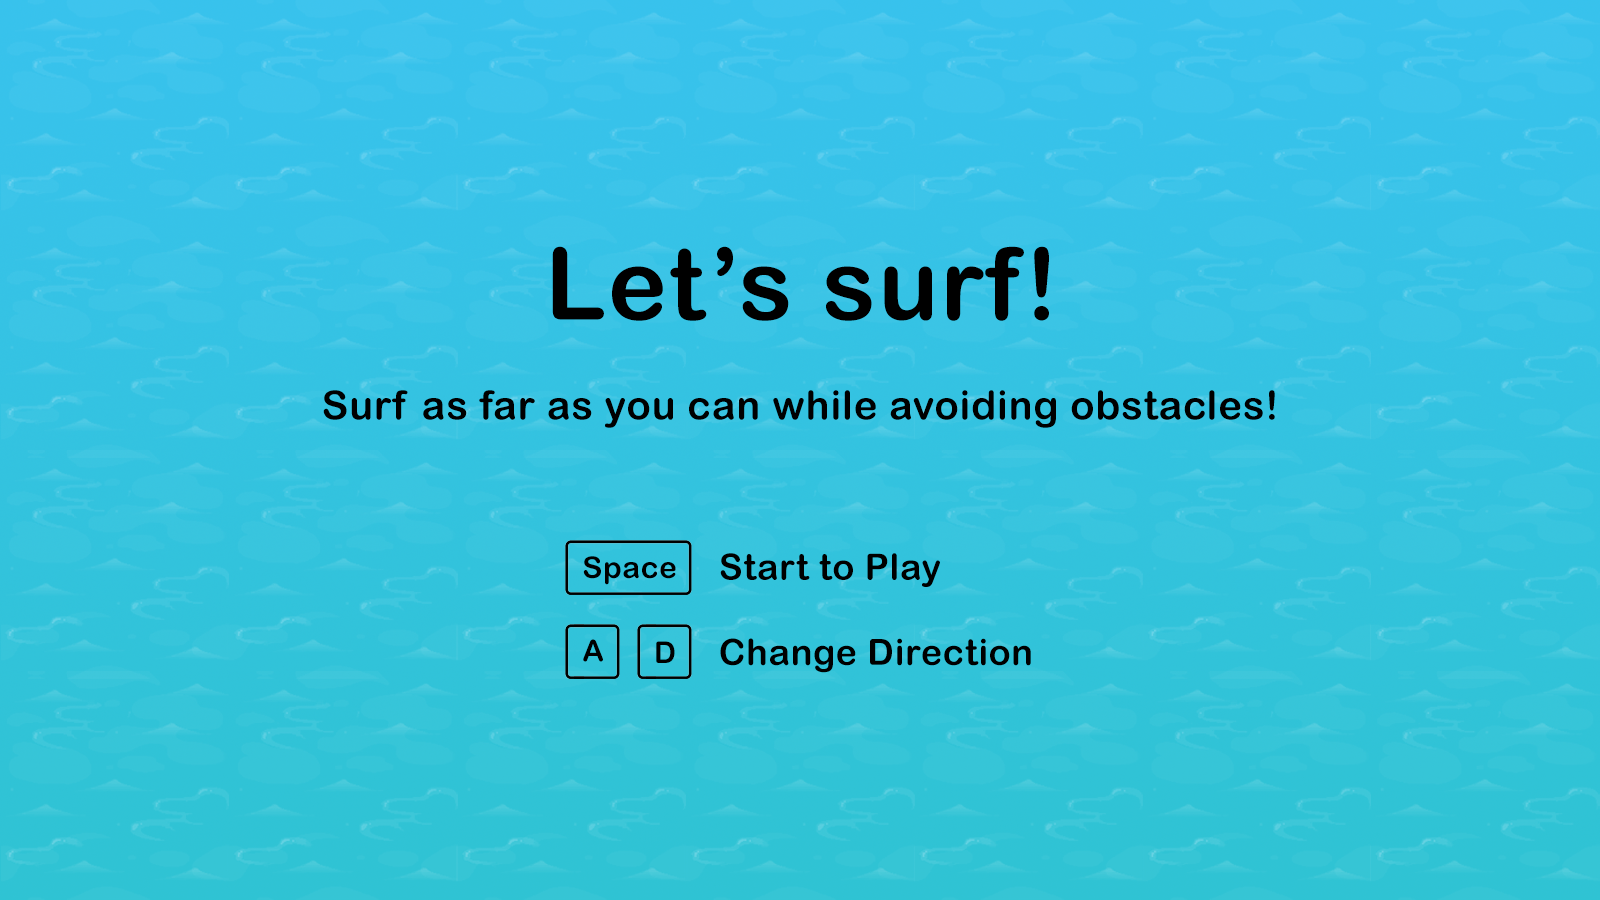 Let’s surf!
Surf as far as you can while avoiding obstacles!
Space Start to Play
A D Change Direction